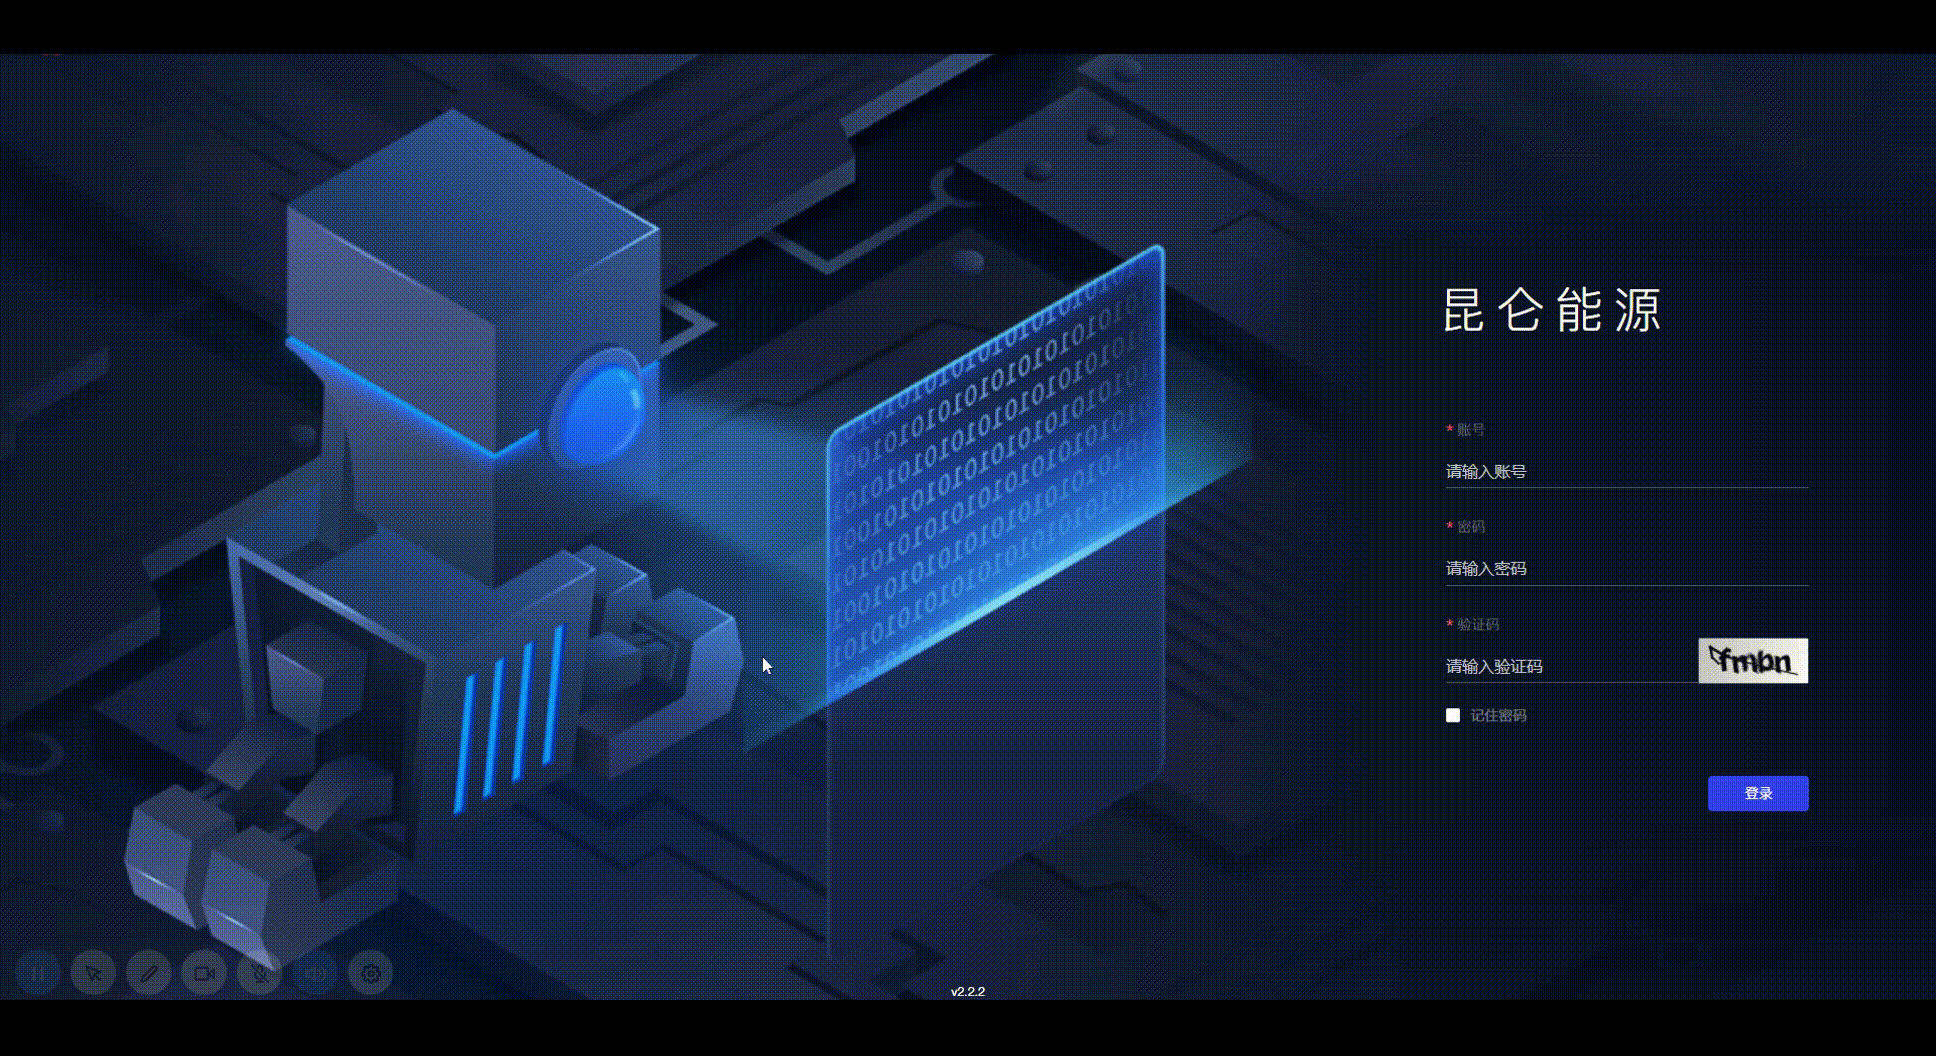 昆仑能源
* 账号
请输入账号
* 密码
请输入密码
* 验证码
请输入验证码
fmbn
记住密码
登录
v2.2.2